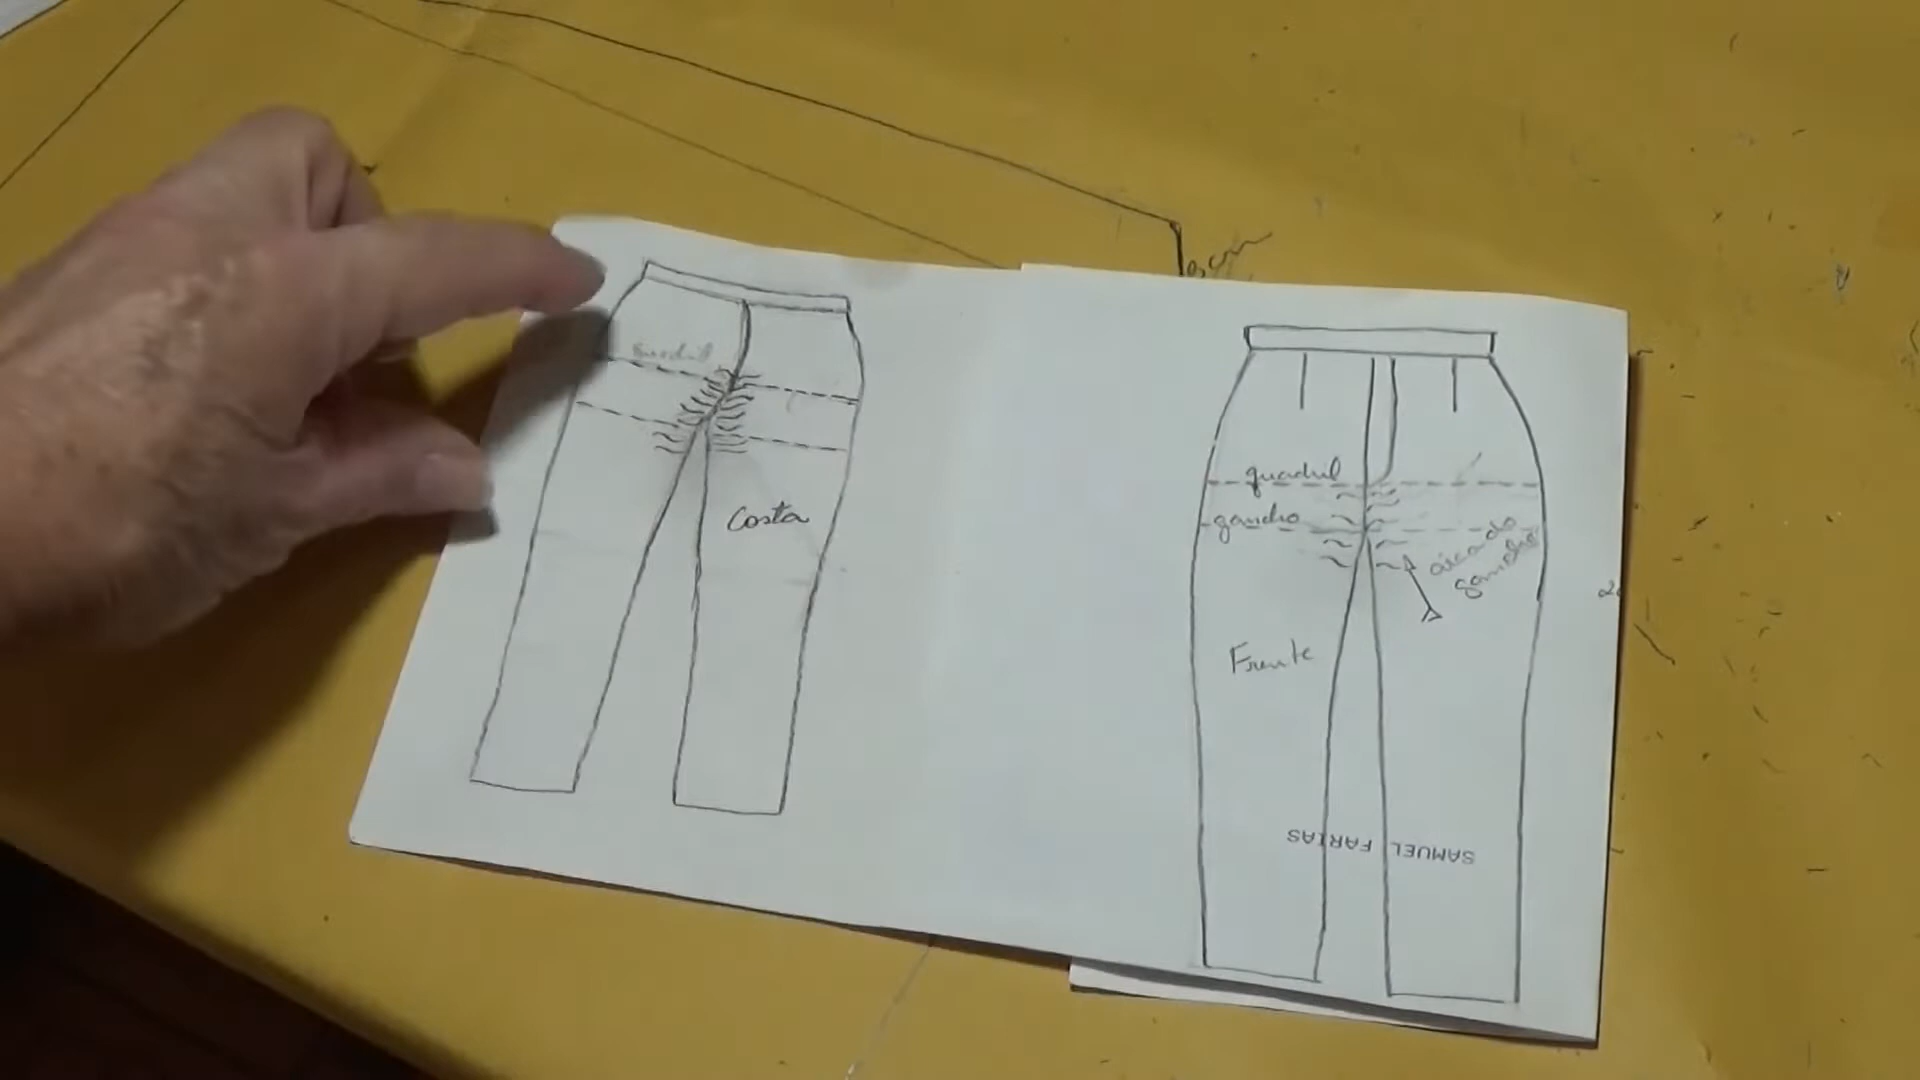 Costa
quadril
gancho
área do
gancho
Frente
SAMUEL FARIAS